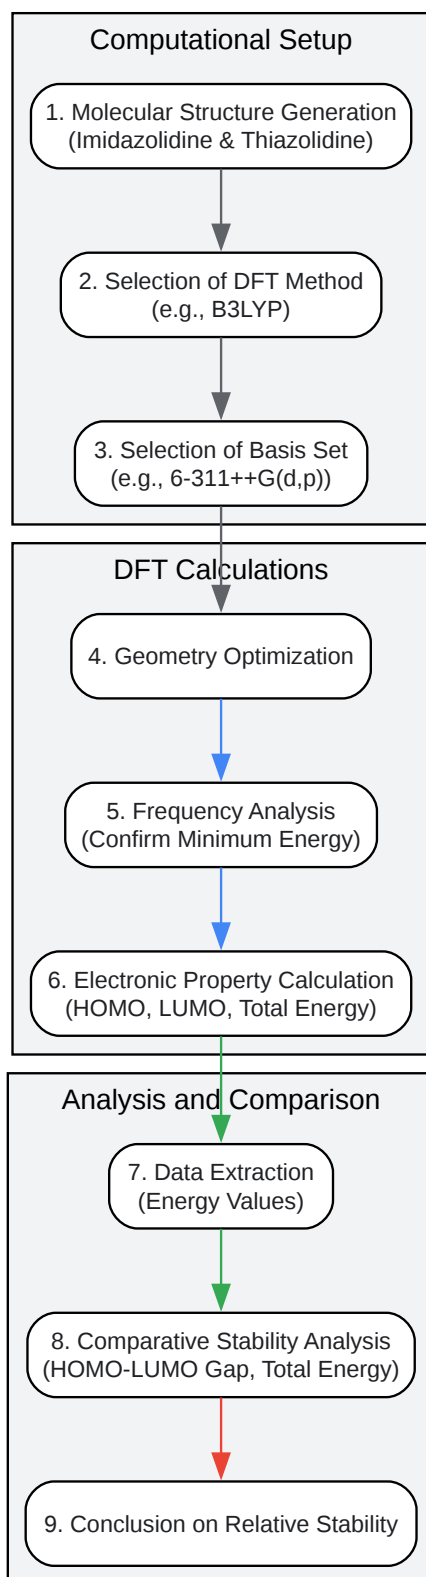 Computational Setup
1. Molecular Structure Generation
(Imidazolidine & Thiazolidine)
2. Selection of DFT Method
(e.g., B3LYP)
3. Selection of Basis Set
(e.g., 6-311++G(d,p))
DFT Calculations
4. Geometry Optimization
5. Frequency Analysis
(Confirm Minimum Energy)
6. Electronic Property Calculation
(HOMO, LUMO, Total Energy)
Analysis and Comparison
7. Data Extraction
(Energy Values)
8. Comparative Stability Analysis
(HOMO-LUMO Gap, Total Energy)
9. Conclusion on Relative Stability